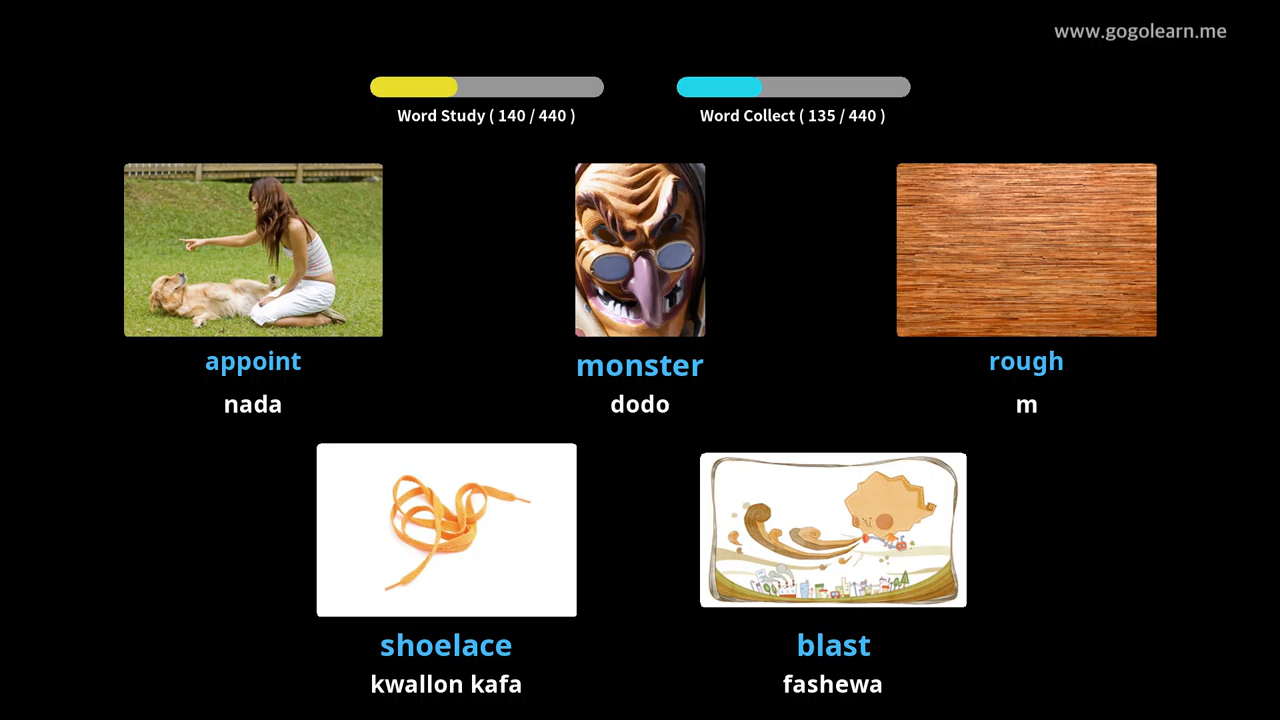 www.gogolearn.me
Word Study ( 140 / 440 )
Word Collect ( 135 / 440 )
appoint
nada
monster
dodo
rough
m
shoelace
kwallon kafa
blast
fashewa